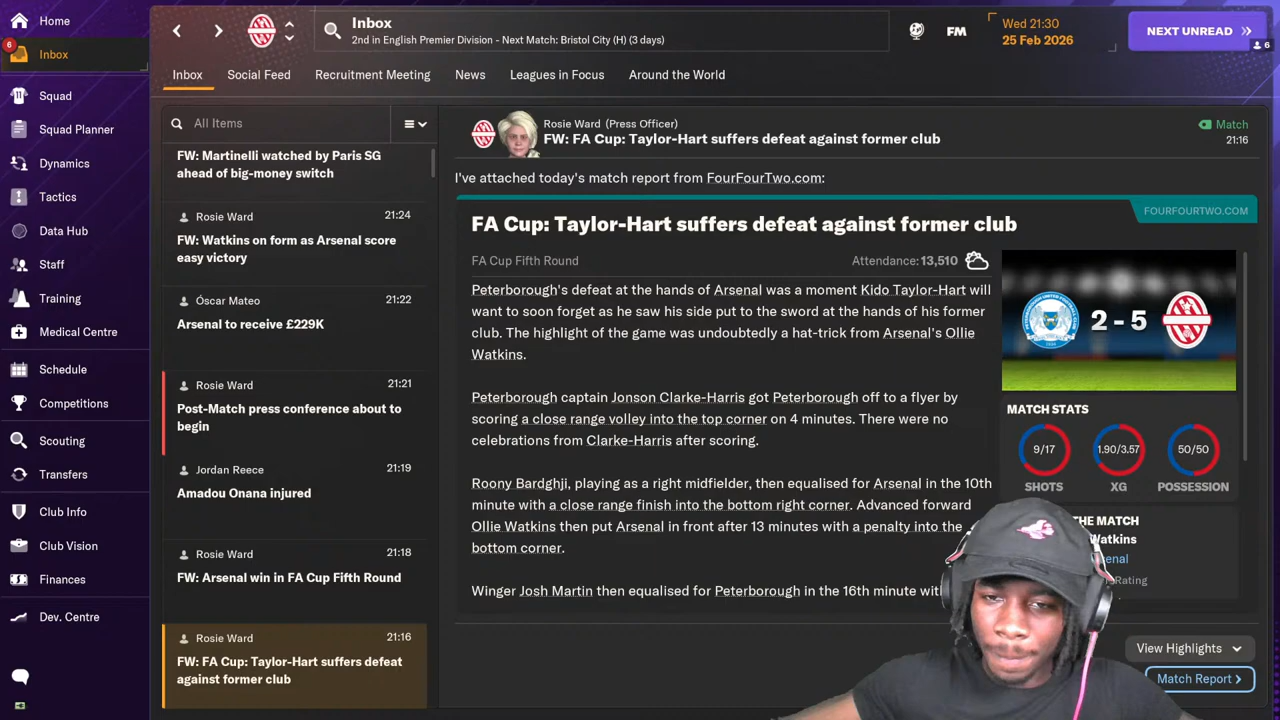 Home
6
Inbox
Squad
Squad Planner
Dynamics
Tactics
Data Hub
Staff
Training
Medical Centre
Schedule
Competitions
Scouting
Transfers
Club Info
Club Vision
Finances
Dev. Centre
Inbox
2nd in English Premier Division - Next Match: Bristol City (H) (3 days)
FM
Wed 21:30
25 Feb 2026
NEXT UNREAD
6
Inbox
Social Feed
Recruitment Meeting
News
Leagues in Focus
Around the World
All Items
FW: Martinelli watched by Paris SG
ahead of big-money switch
Rosie Ward 21:24
FW: Watkins on form as Arsenal score
easy victory
Óscar Mateo 21:22
Arsenal to receive £229K
Rosie Ward 21:21
Post-Match press conference about to
begin
Jordan Reece 21:19
Amadou Onana injured
Rosie Ward 21:18
FW: Arsenal win in FA Cup Fifth Round
Rosie Ward 21:16
FW: FA Cup: Taylor-Hart suffers defeat
against former club
Rosie Ward (Press Officer)
FW: FA Cup: Taylor-Hart suffers defeat against former club
Match
21:16
I've attached today's match report from FourFourTwo.com:
FOURFOURTWO.COM
FA Cup: Taylor-Hart suffers defeat against former club
FA Cup Fifth Round
Attendance: 13,510
Peterborough's defeat at the hands of Arsenal was a moment Kido Taylor-Hart will
want to soon forget as he saw his side put to the sword at the hands of his former
club. The highlight of the game was undoubtedly a hat-trick from Arsenal's Ollie
Watkins.
Peterborough captain Jonson Clarke-Harris got Peterborough off to a flyer by
scoring a close range volley into the top corner on 4 minutes. There were no
celebrations from Clarke-Harris after scoring.
Roony Bardghji, playing as a right midfielder, then equalised for Arsenal in the 10th
minute with a close range finish into the bottom right corner. Advanced forward
Ollie Watkins then put Arsenal in front after 13 minutes with a penalty into the
bottom corner.
Winger Josh Martin then equalised for Peterborough in the 16th minute with
2 - 5
MATCH STATS
9/17
1.90/3.57
50/50
SHOTS
XG
POSSESSION
THE MATCH
Watkins
enal
Rating
View Highlights
Match Report